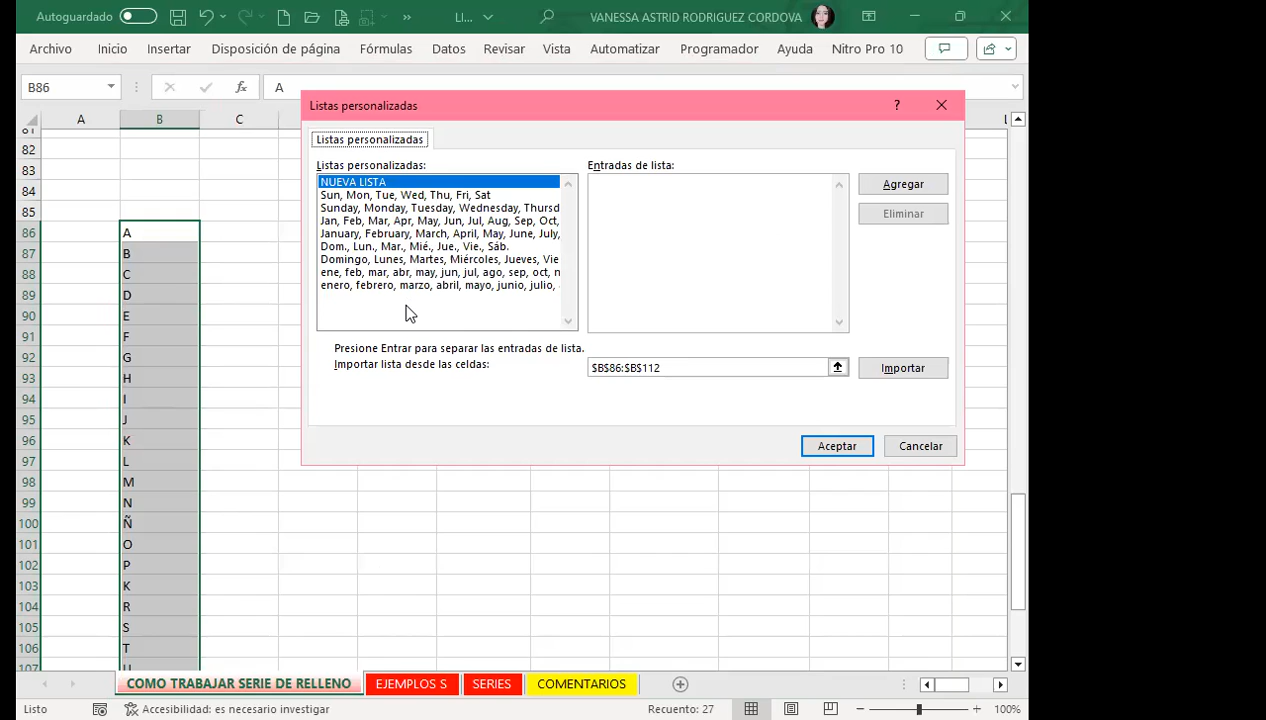 Autoguardado
LI...
VANESSA ASTRID RODRIGUEZ CORDOVA
Archivo Inicio Insertar Disposición de página Fórmulas Datos Revisar Vista Automatizar Programador Ayuda Nitro Pro 10
B86 fx A
Listas personalizadas ?
Listas personalizadas
Listas personalizadas: Entradas de lista:
NUEVA LISTA
Sun, Mon, Tue, Wed, Thu, Fri, Sat
Sunday, Monday, Tuesday, Wednesday, Thursd
Jan, Feb, Mar, Apr, May, Jun, Jul, Aug, Sep, Oct,
January, February, March, April, May, June, July,
Dom., Lun., Mar., Mié., Jue., Vie., Sáb.
Domingo, Lunes, Martes, Miércoles, Jueves, Vie
ene, feb, mar, abr, may, jun, jul, ago, sep, oct, n
enero, febrero, marzo, abril, mayo, junio, julio,
Agregar
Eliminar
Presione Entrar para separar las entradas de lista.
Importar lista desde las celdas: $B$86:$B$112 Importar
Aceptar Cancelar
A B C L
81
82
83
84
85
86 A
87 B
88 C
89 D
90 E
91 F
92 G
93 H
94 I
95 J
96 K
97 L
98 M
99 N
100 Ñ
101 O
102 P
103 K
104 R
105 S
106 T
107 U
COMO TRABAJAR SERIE DE RELLENO EJEMPLOS S SERIES COMENTARIOS
Listo Accesibilidad: es necesario investigar Recuento: 27 100%